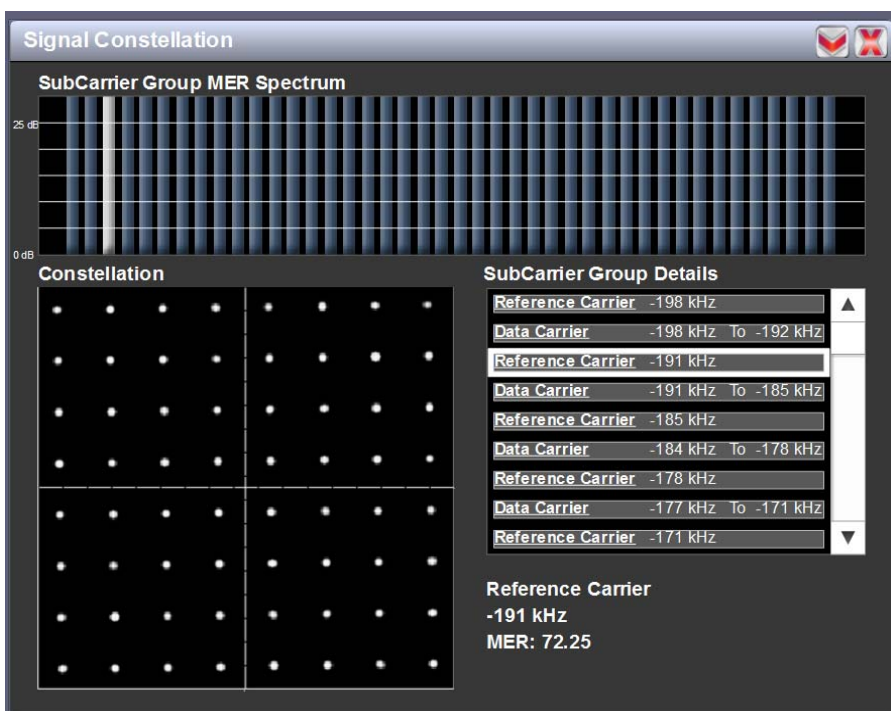 Signal Constellation
SubCarrier Group MER Spectrum
25 dB
0 dB
Constellation
SubCarrier Group Details
Reference Carrier -198 kHz
Data Carrier -198 kHz To -192 kHz
Reference Carrier -191 kHz
Data Carrier -191 kHz To -185 kHz
Reference Carrier -185 kHz
Data Carrier -184 kHz To -178 kHz
Reference Carrier -178 kHz
Data Carrier -177 kHz To -171 kHz
Reference Carrier -171 kHz
Reference Carrier
-191 kHz
MER: 72.25